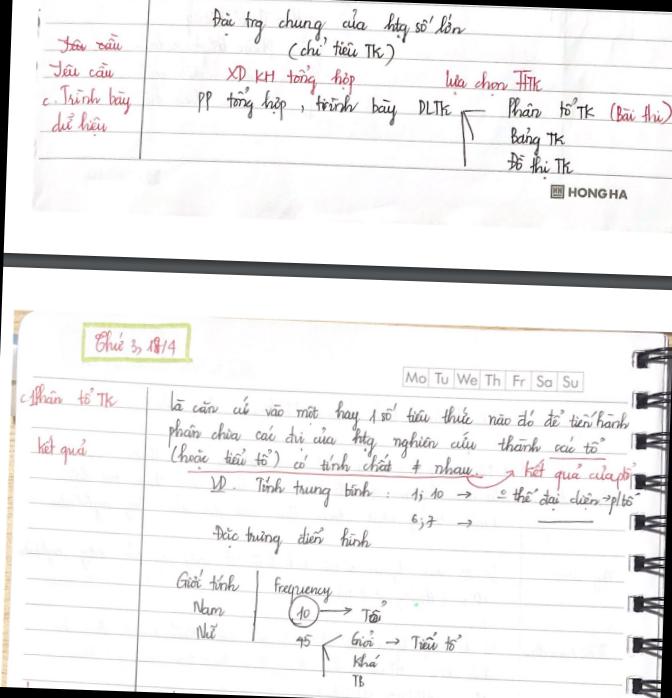 Đặc trg chung của htg số lớn
(chỉ tiêu TK)
Yêu cầu
Yêu cầu XD KH tổng hợp lựa chọn TTTK
c. Trình bày PP tổng hợp, trình bày DLTK Phân tổ TK (Bài thi)
dữ liệu Bảng TK
Đồ thị TK
HONG HA
Thứ 3, 18/4
Mo Tu We Th Fr Sa Su
c1 Phân tổ TK là căn cứ vào một hay 1 số tiêu thức nào đó để tiến hành
phân chia các đvị của htg nghiên cứu thành các tổ
kết quả (hoặc tiểu tổ) có tính chất ≠ nhau. → kết quả của ptổ
VD. Tính trung bình: 1; 10 → thể đại diện → p/tổ
6; 7 →
Đặc trưng điển hình
Giới tính Frequency
Nam 10 → Tổ
Nữ 45 Giỏi → Tiểu tổ
Khá
TB